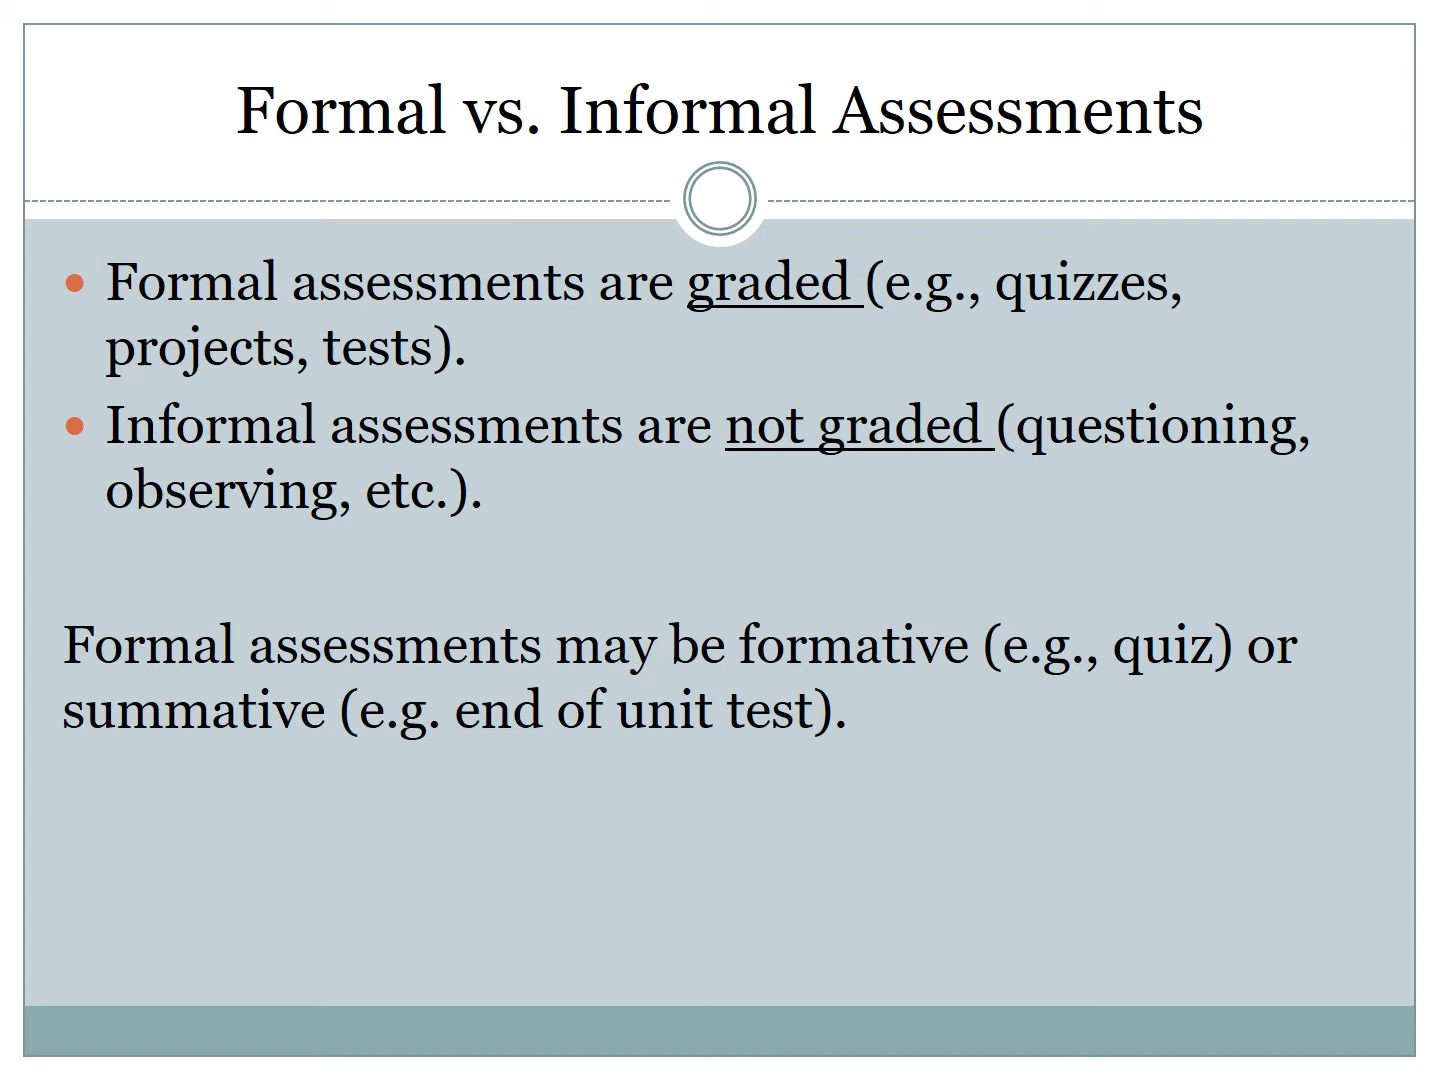 Formal vs. Informal Assessments
• Formal assessments are graded (e.g., quizzes,
projects, tests).
• Informal assessments are not graded (questioning,
observing, etc.).
Formal assessments may be formative (e.g., quiz) or
summative (e.g. end of unit test).